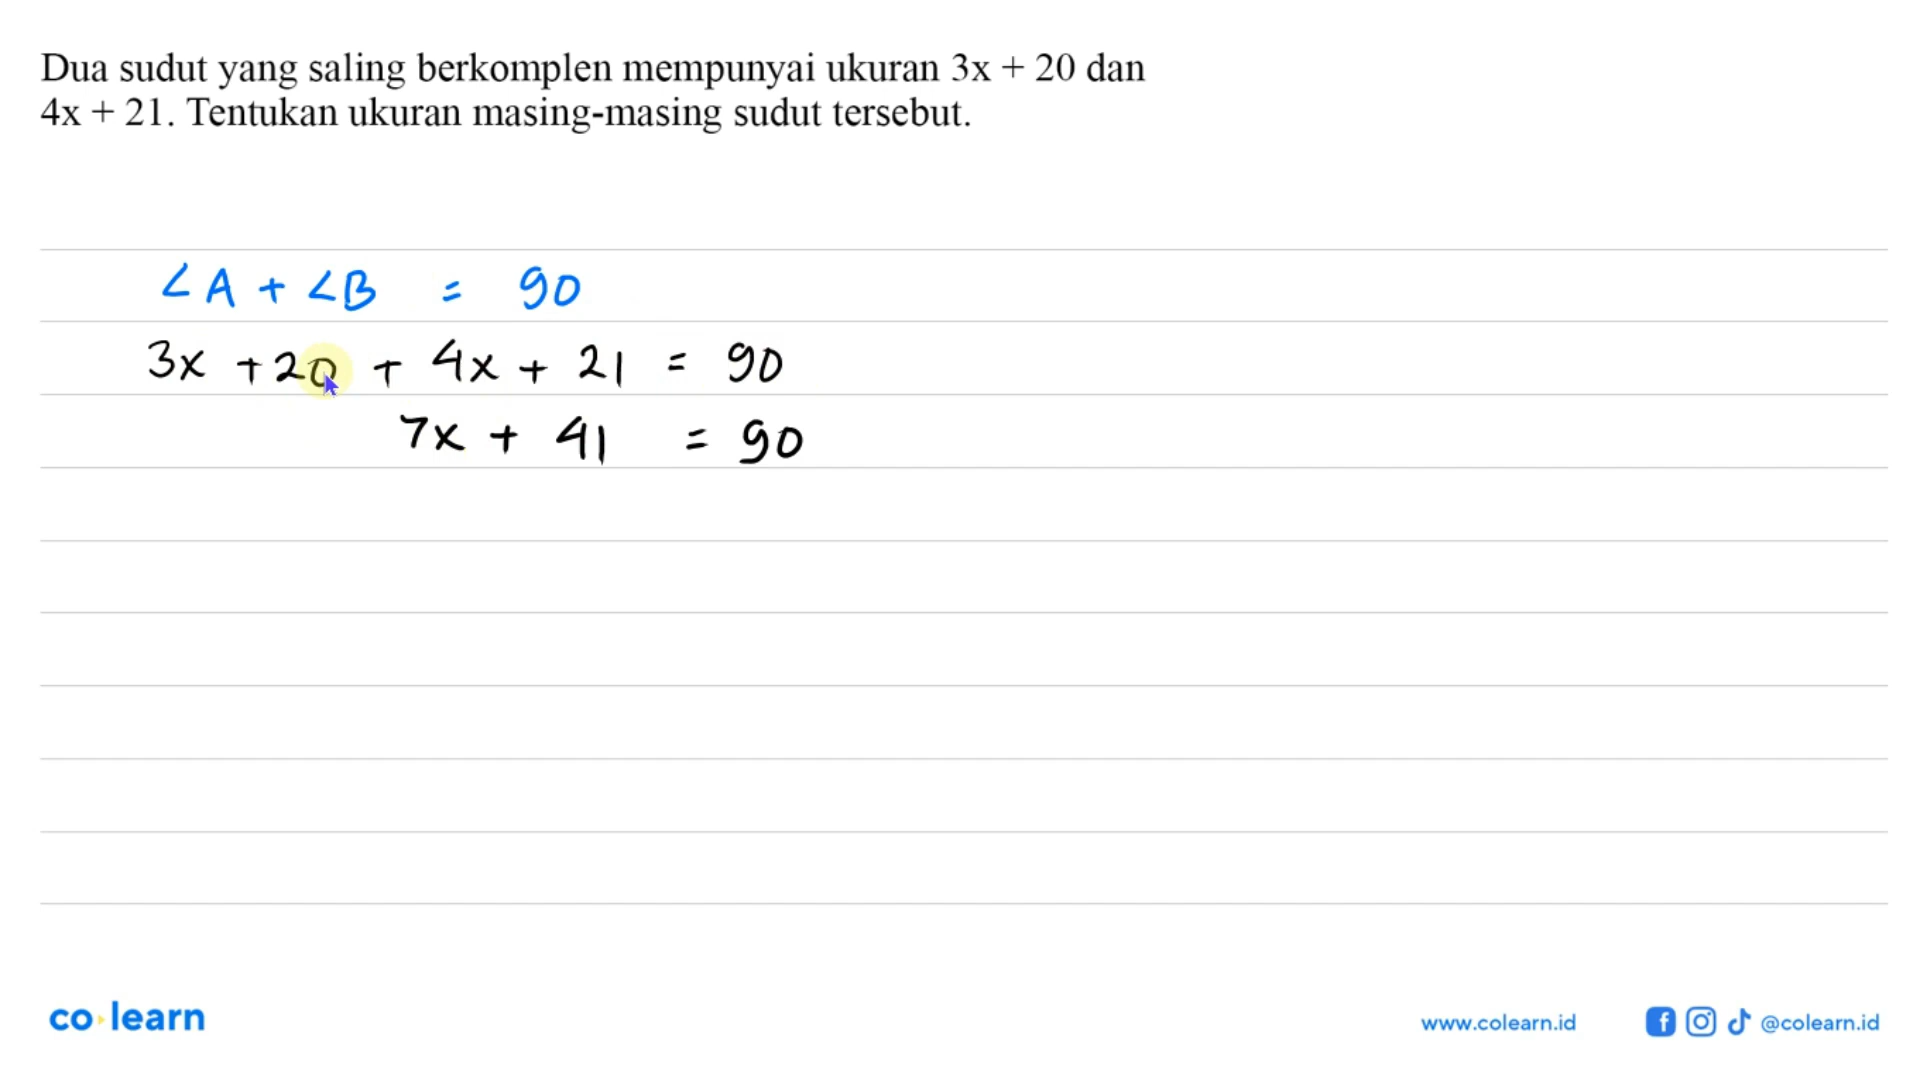 Dua sudut yang saling berkomplen mempunyai ukuran 3x + 20 dan
4x + 21. Tentukan ukuran masing-masing sudut tersebut.
∠A + ∠B = 90
3x + 20 + 4x + 21 = 90
7x + 41 = 90
co learn
www.colearn.id
@colearn.id